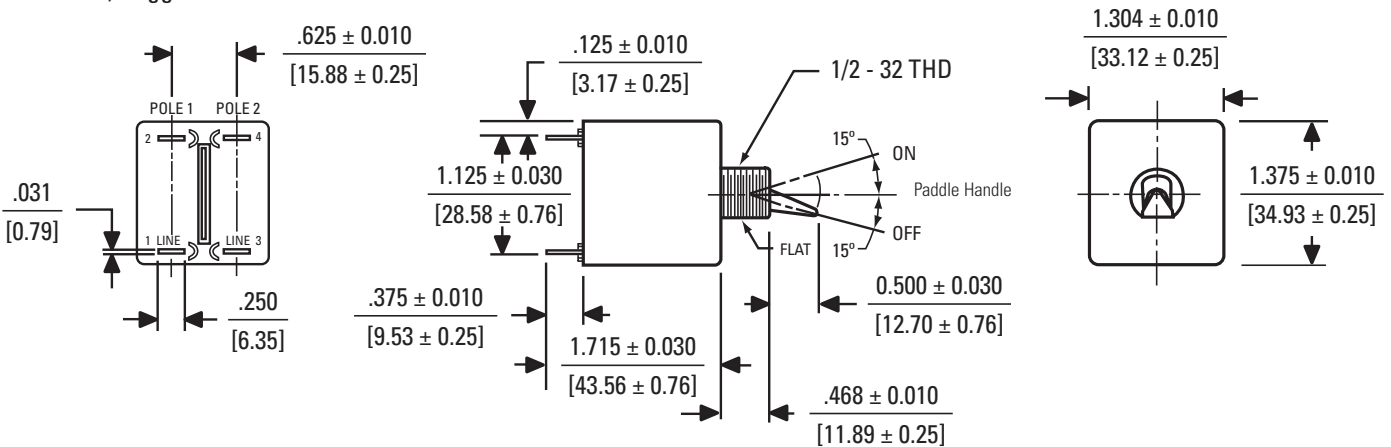 .625 ± 0.010
[15.88 ± 0.25]
POLE 1 POLE 2
2 4
1 LINE LINE 3
.031
[0.79]
.250
[6.35]
.125 ± 0.010
[3.17 ± 0.25]
1/2 - 32 THD
15º
ON
Paddle Handle
OFF
15º
FLAT
1.125 ± 0.030
[28.58 ± 0.76]
.375 ± 0.010
[9.53 ± 0.25]
1.715 ± 0.030
[43.56 ± 0.76]
0.500 ± 0.030
[12.70 ± 0.76]
.468 ± 0.010
[11.89 ± 0.25]
1.304 ± 0.010
[33.12 ± 0.25]
1.375 ± 0.010
[34.93 ± 0.25]